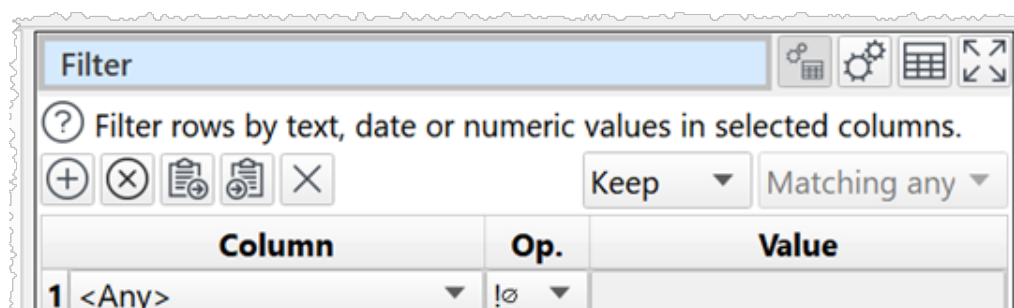 Filter
Filter rows by text, date or numeric values in selected columns.
Keep Matching any
Column Op. Value
1 <Any> !∅